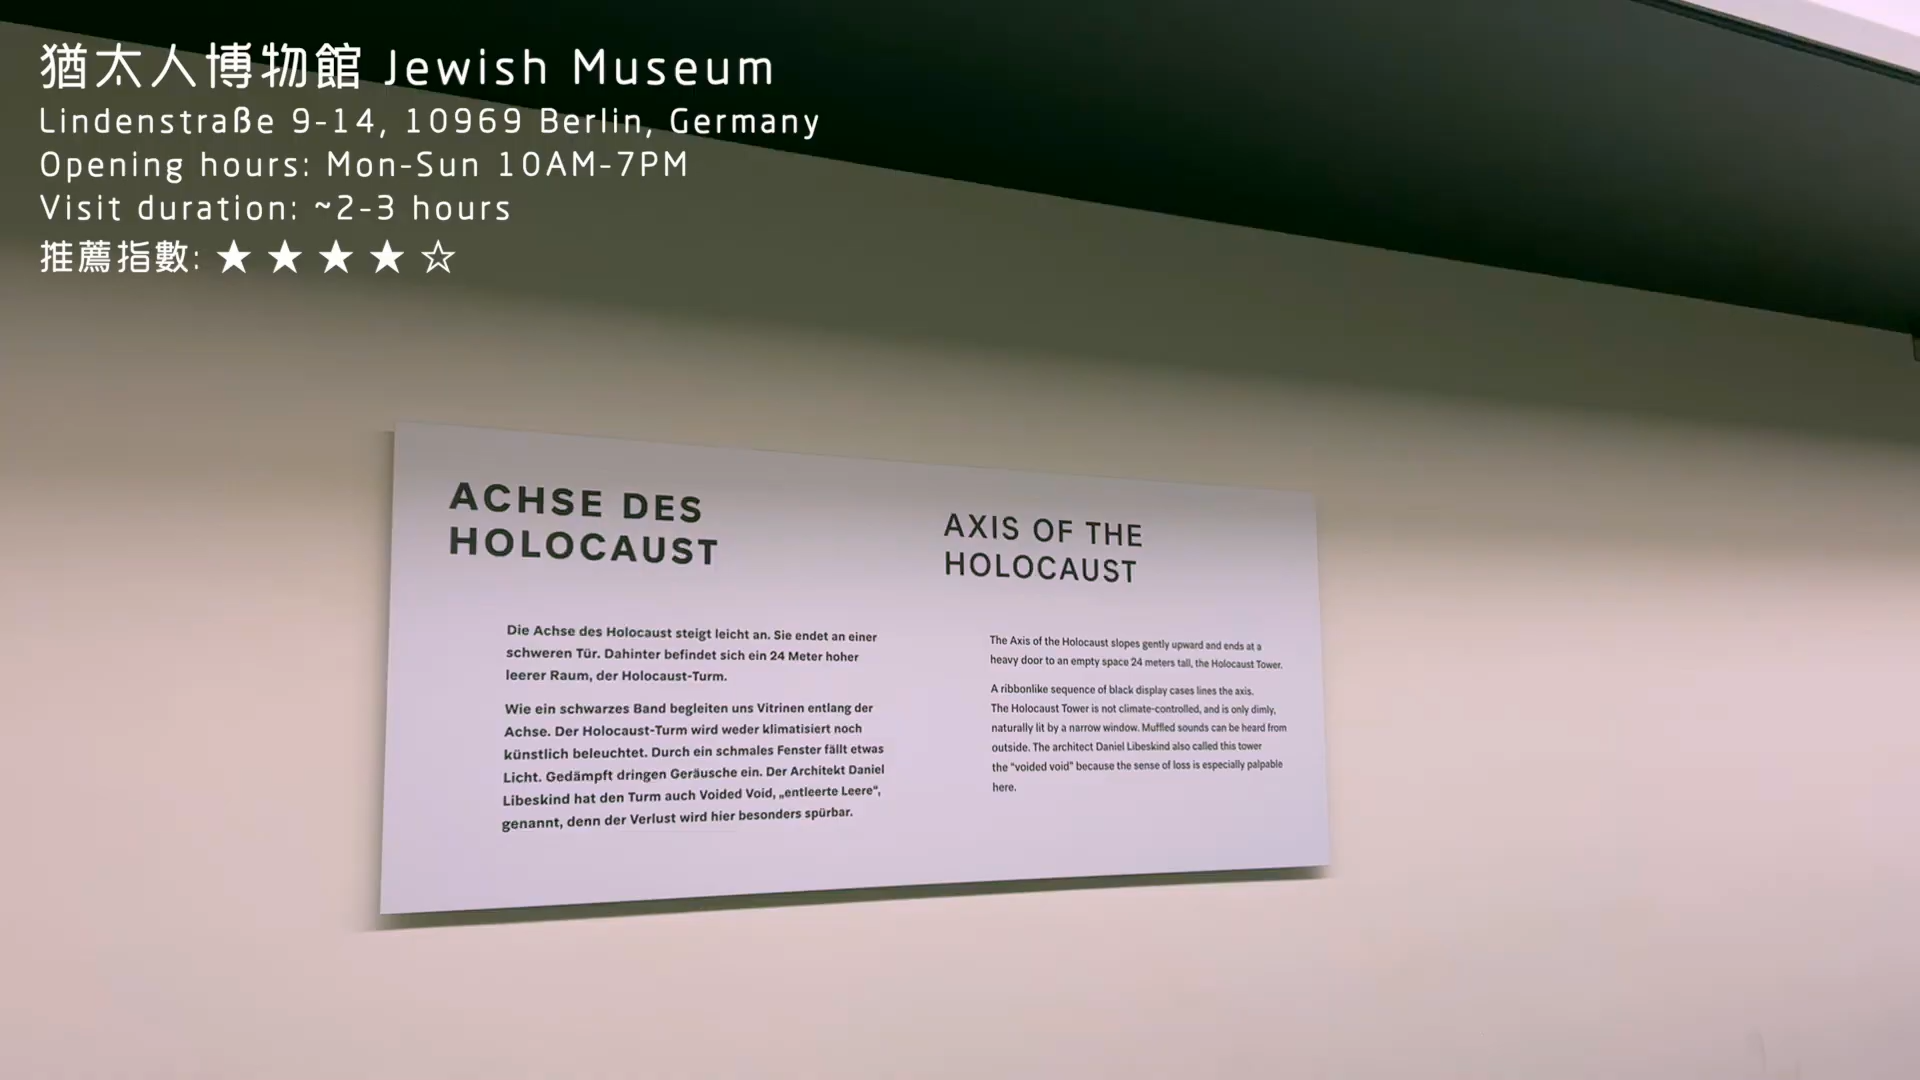 猶太人博物館 Jewish Museum
Lindenstraße 9-14, 10969 Berlin, Germany
Opening hours: Mon-Sun 10AM-7PM
Visit duration: ~2-3 hours
推薦指數: ★ ★ ★ ★ ☆
ACHSE DES
HOLOCAUST
Die Achse des Holocaust steigt leicht an. Sie endet an einer
schweren Tür. Dahinter befindet sich ein 24 Meter hoher
leerer Raum, der Holocaust-Turm.
Wie ein schwarzes Band begleiten uns Vitrinen entlang der
Achse. Der Holocaust-Turm wird weder klimatisiert noch
künstlich beleuchtet. Durch ein schmales Fenster fällt etwas
Licht. Gedämpft dringen Geräusche ein. Der Architekt Daniel
Libeskind hat den Turm auch Voided Void, „entleerte Leere“,
genannt, denn der Verlust wird hier besonders spürbar.
AXIS OF THE
HOLOCAUST
The Axis of the Holocaust slopes gently upward and ends at a
heavy door to an empty space 24 meters tall, the Holocaust Tower.
A ribbonlike sequence of black display cases lines the axis.
The Holocaust Tower is not climate-controlled, and is only dimly,
naturally lit by a narrow window. Muffled sounds can be heard from
outside. The architect Daniel Libeskind also called this tower
the "voided void" because the sense of loss is especially palpable
here.